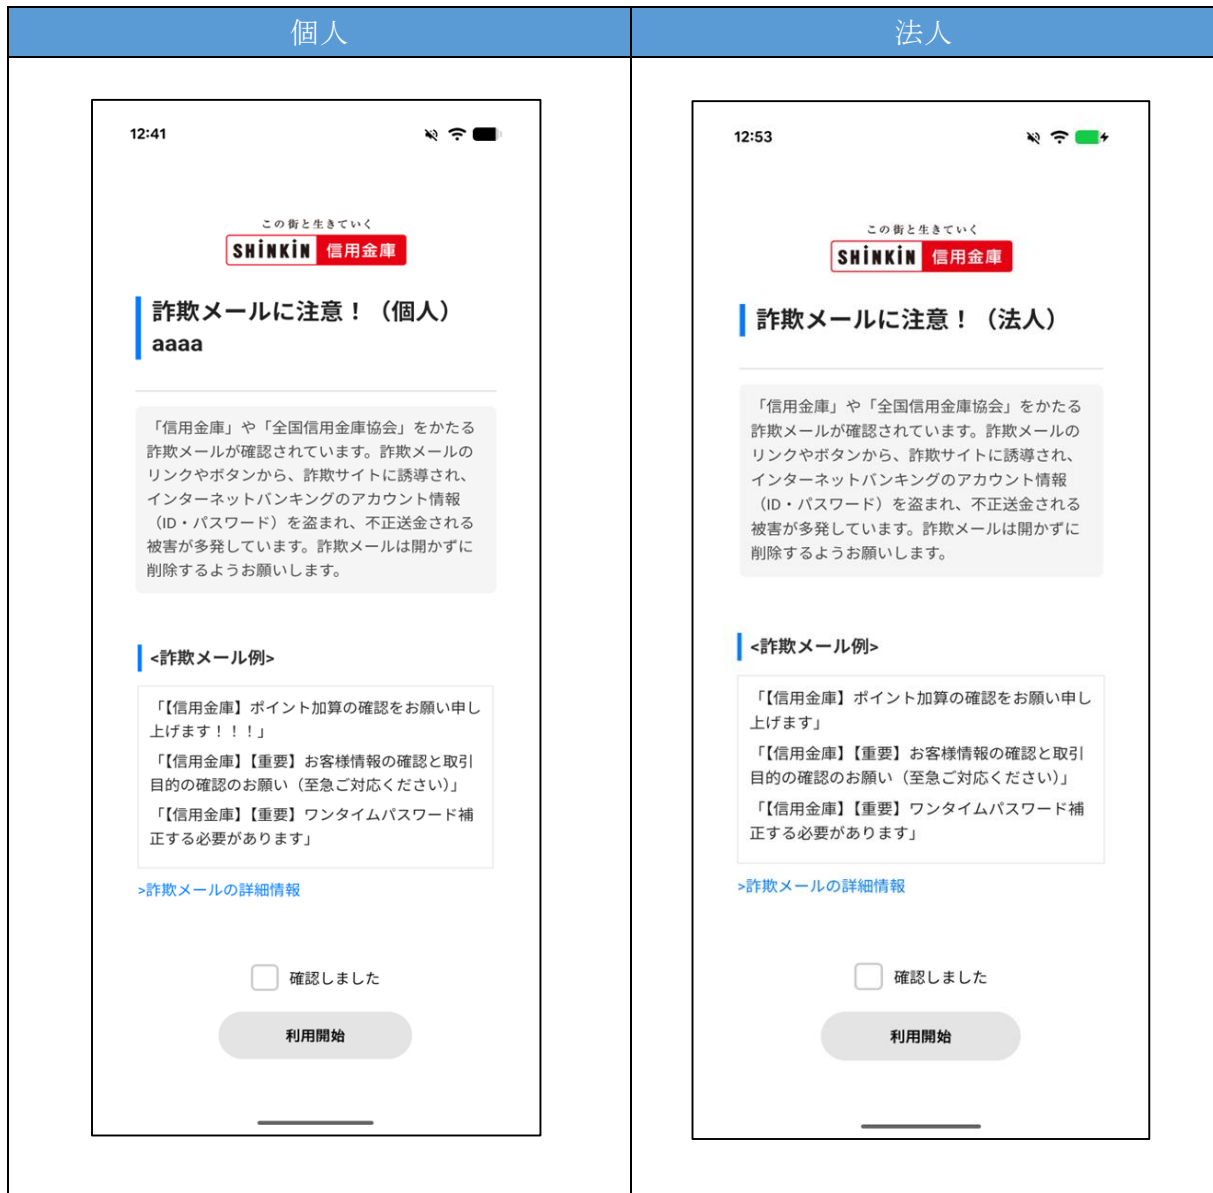 個人
法人
12:41
この街と生きていく
SHiNKiN 信用金庫
詐欺メールに注意！（個人）
aaaa
「信用金庫」や「全国信用金庫協会」をかたる
詐欺メールが確認されています。詐欺メールの
リンクやボタンから、詐欺サイトに誘導され、
インターネットバンキングのアカウント情報
（ID・パスワード）を盗まれ、不正送金される
被害が多発しています。詐欺メールは開かずに
削除するようお願いします。
<詐欺メール例>
「【信用金庫】ポイント加算の確認をお願い申し
上げます！！！」
「【信用金庫】【重要】お客様情報の確認と取引
目的の確認のお願い（至急ご対応ください）」
「【信用金庫】【重要】ワンタイムパスワード補
正する必要があります」
>詐欺メールの詳細情報
確認しました
利用開始
12:53
この街と生きていく
SHiNKiN 信用金庫
詐欺メールに注意！（法人）
「信用金庫」や「全国信用金庫協会」をかたる
詐欺メールが確認されています。詐欺メールの
リンクやボタンから、詐欺サイトに誘導され、
インターネットバンキングのアカウント情報
（ID・パスワード）を盗まれ、不正送金される
被害が多発しています。詐欺メールは開かずに
削除するようお願いします。
<詐欺メール例>
「【信用金庫】ポイント加算の確認をお願い申し
上げます」
「【信用金庫】【重要】お客様情報の確認と取引
目的の確認のお願い（至急ご対応ください）」
「【信用金庫】【重要】ワンタイムパスワード補
正する必要があります」
>詐欺メールの詳細情報
確認しました
利用開始